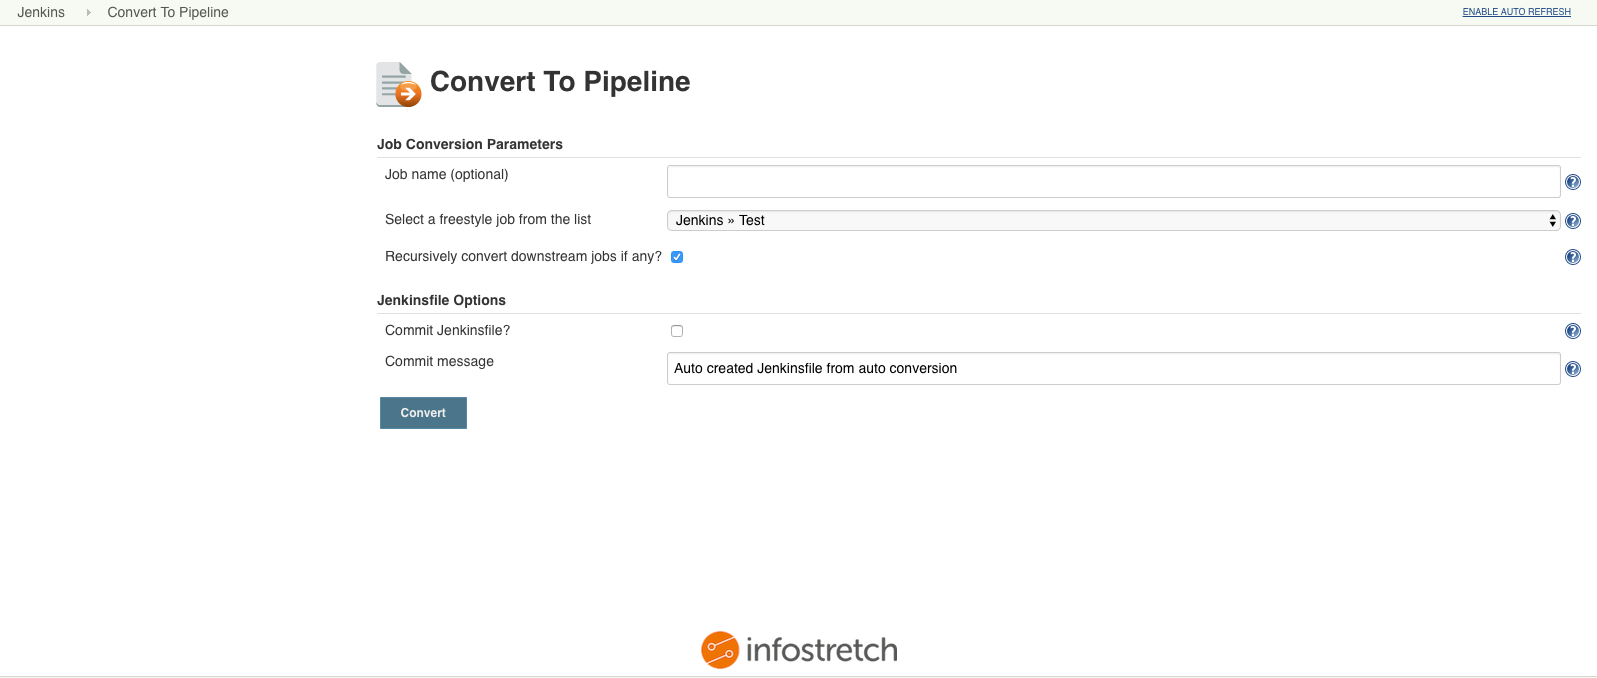 Jenkins Convert To Pipeline ENABLE AUTO REFRESH
Convert To Pipeline
Job Conversion Parameters
Job name (optional)
Select a freestyle job from the list Jenkins » Test
Recursively convert downstream jobs if any?
Jenkinsfile Options
Commit Jenkinsfile?
Commit message Auto created Jenkinsfile from auto conversion
Convert
infostretch